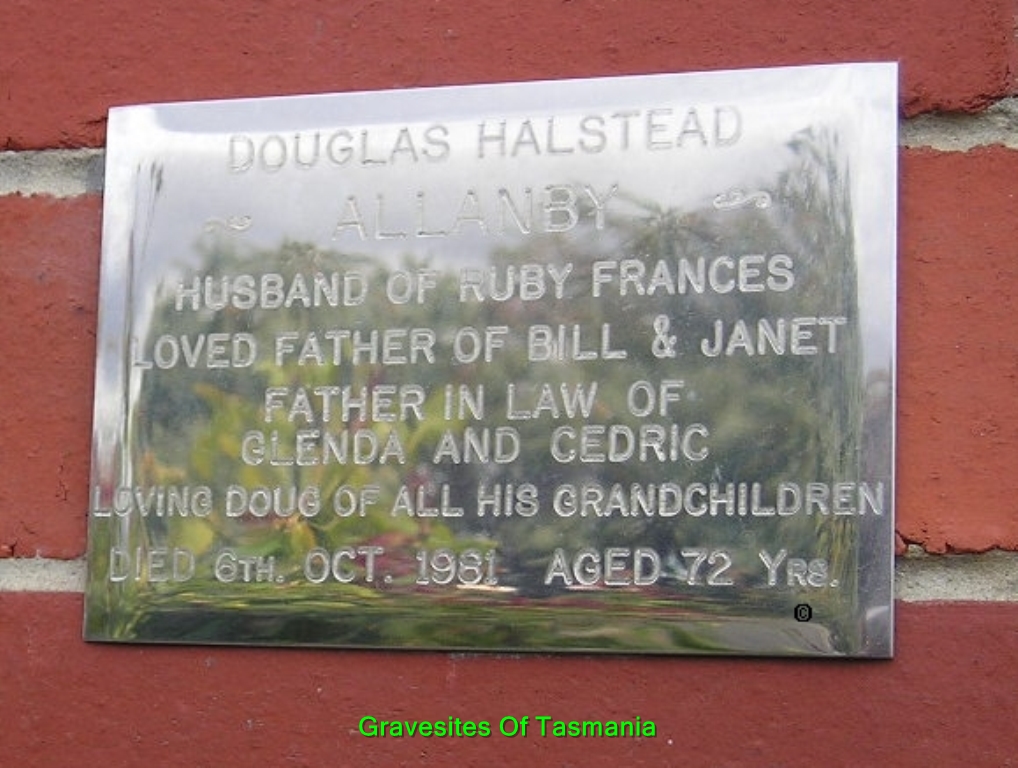 DOUGLAS HALSTEAD
ALLANBY
HUSBAND OF RUBY FRANCES
LOVED FATHER OF BILL & JANET
FATHER IN LAW OF
GLENDA AND CEDRIC
LOVING DOUG OF ALL HIS GRANDCHILDREN
DIED 6TH. OCT. 1981 AGED 72 YRS.
©
Gravesites Of Tasmania